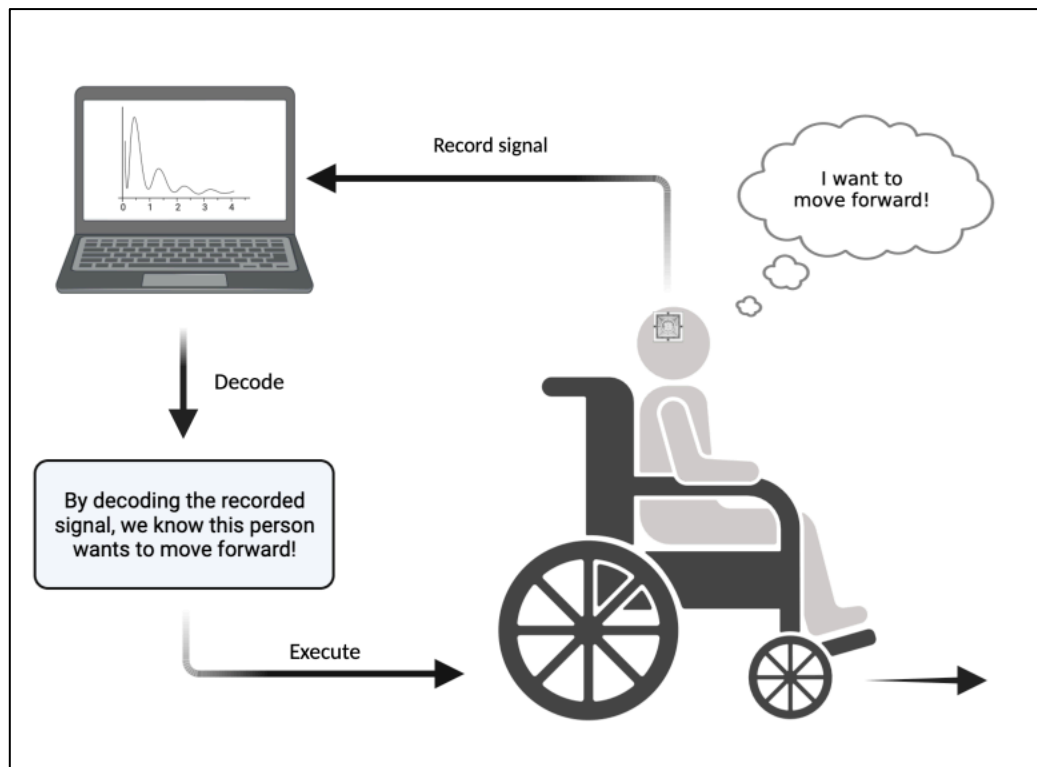 Record signal
I want to
move forward!
0 1 2 3 4
Decode
By decoding the recorded
signal, we know this person
wants to move forward!
Execute